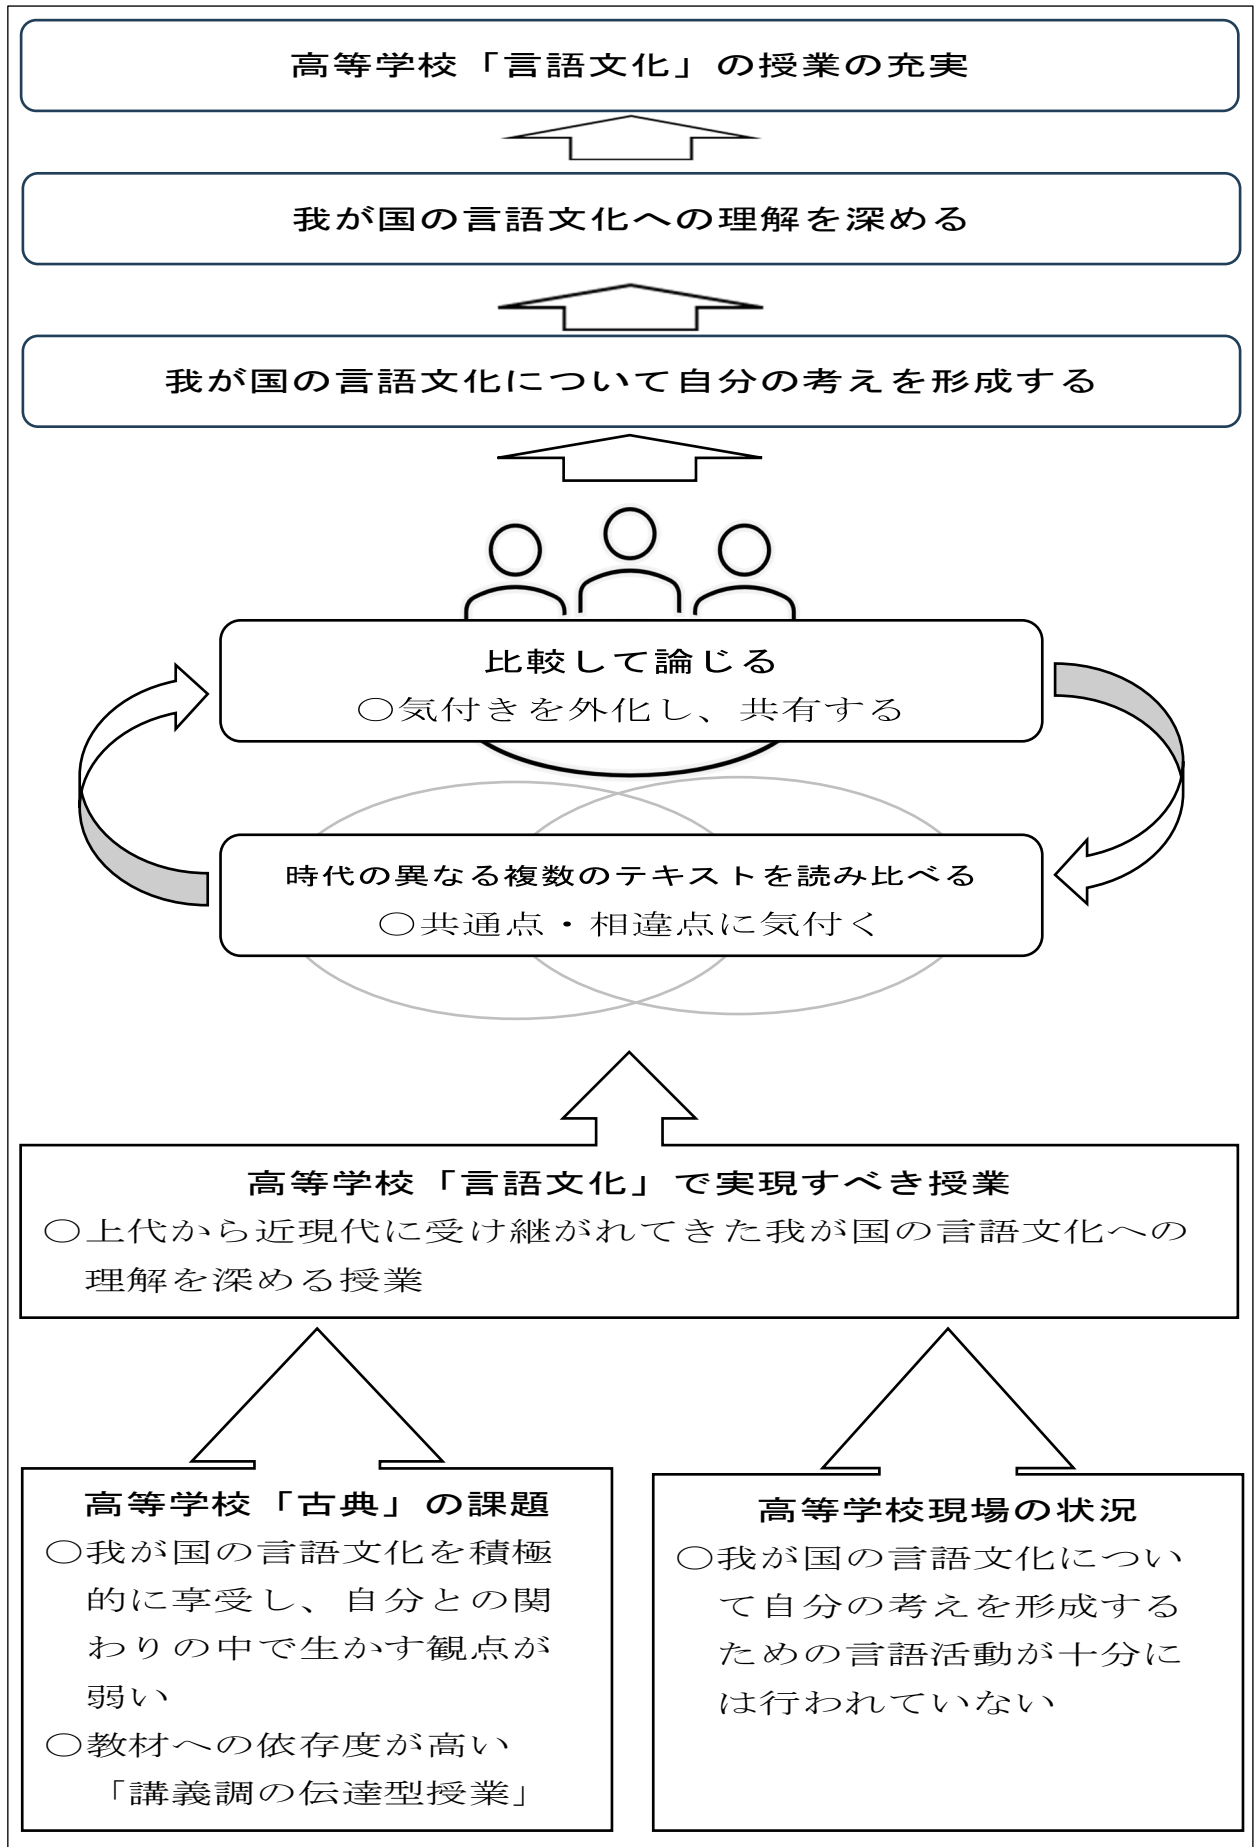 高等学校「言語文化」の授業の充実
我が国の言語文化への理解を深める
我が国の言語文化について自分の考えを形成する
比較して論じる
○気付きを外化し、共有する
時代の異なる複数のテキストを読み比べる
○共通点・相違点に気付く
高等学校「言語文化」で実現すべき授業
○上代から近現代に受け継がれてきた我が国の言語文化への
理解を深める授業
高等学校「古典」の課題
○我が国の言語文化を積極
的に享受し、自分との関
わりの中で生かす観点が
弱い
○教材への依存度が高い
「講義調の伝達型授業」
高等学校現場の状況
○我が国の言語文化につい
て自分の考えを形成する
ための言語活動が十分に
は行われていない